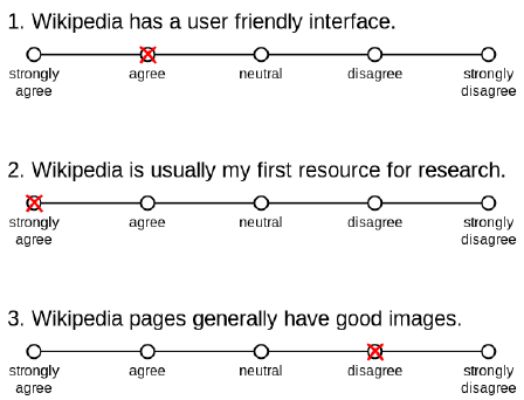 1. Wikipedia has a user friendly interface.
strongly agree neutral disagree strongly
agree disagree
2. Wikipedia is usually my first resource for research.
strongly agree neutral disagree strongly
agree disagree
3. Wikipedia pages generally have good images.
strongly agree neutral disagree strongly
agree disagree